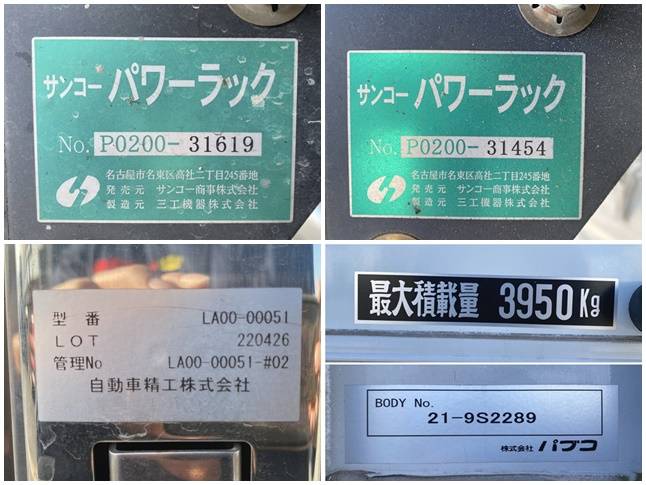 サンコー パワーラック
No. P0200-31619
名古屋市名東区高社二丁目245番地
発売元 サンコー商事株式会社
製造元 三工機器株式会社
サンコー パワーラック
No. P0200-31454
名古屋市名東区高社二丁目245番地
発売元 サンコー商事株式会社
製造元 三工機器株式会社
型番 LA00-00051
LOT 220426
管理No LA00-00051-#02
自動車精工株式会社
最大積載量 3950Kg
BODY No.
21-9S2289
株式会社 パブコ